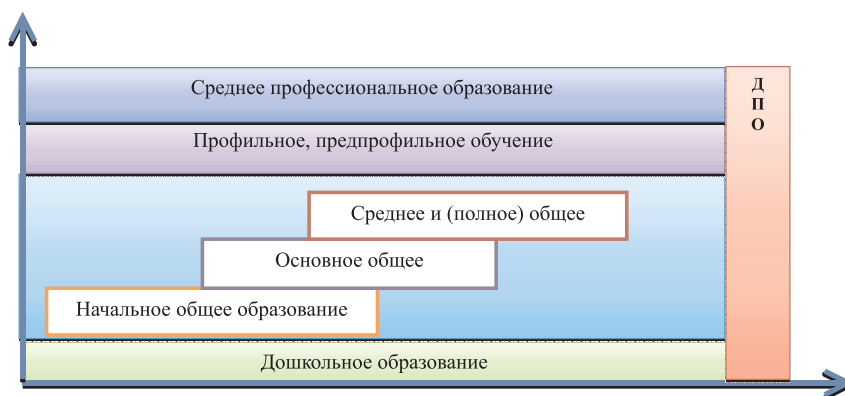 Среднее профессиональное образование
Профильное, предпрофильное обучение
Среднее и (полное) общее
Основное общее
Начальное общее образование
Дошкольное образование
Д
П
О